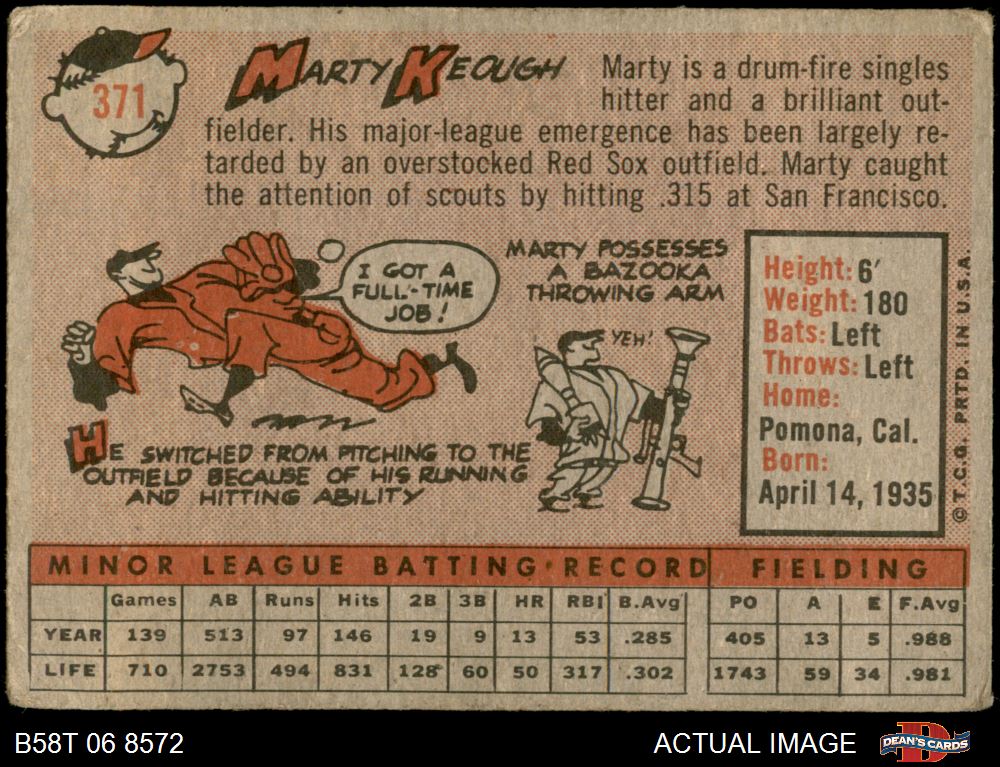 371
MARTY KEOUGH
Marty is a drum-fire singles
hitter and a brilliant out-
fielder. His major-league emergence has been largely re-
tarded by an overstocked Red Sox outfield. Marty caught
the attention of scouts by hitting .315 at San Francisco.
I GOT A
FULL-TIME
JOB!
HE SWITCHED FROM PITCHING TO THE
OUTFIELD BECAUSE OF HIS RUNNING
AND HITTING ABILITY
MARTY POSSESSES
A BAZOOKA
THROWING ARM
YEH!
Height: 6'
Weight: 180
Bats: Left
Throws: Left
Home:
Pomona, Cal.
Born:
April 14, 1935
© T.C.G. PRTD. IN U.S.A.
MINOR LEAGUE BATTING RECORD FIELDING
Games AB Runs Hits 2B 3B HR RBI B.Avg PO A E F.Avg
YEAR 139 513 97 146 19 9 13 53 .285 405 13 5 .988
LIFE 710 2753 494 831 128 60 50 317 .302 1743 59 34 .981
B58T 06 8572
ACTUAL IMAGE
DEAN'S CARDS